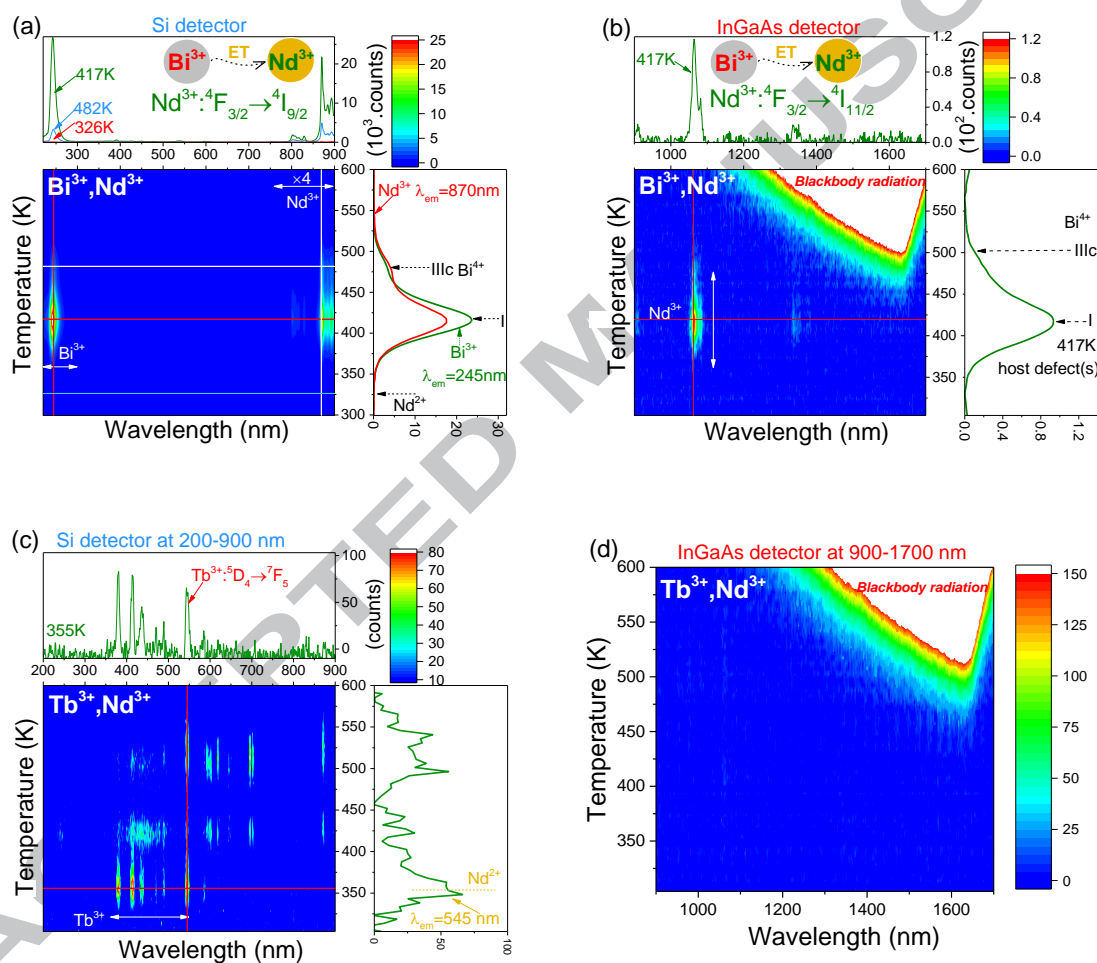 (a)
Si detector
Bi³⁺
ET
Nd³⁺
417K
482K
326K
Nd³⁺:⁴F₃/₂→⁴I₉/₂
20
10
0
300 400 500 600 700 800 900
25
20
15
10
5
0
(10³.counts)
Bi³⁺,Nd³⁺
×4
Nd³⁺
Bi³⁺
Temperature (K)
Wavelength (nm)
600
550
500
450
400
350
300
Nd³⁺ λem=870nm
IIIc Bi⁴⁺
I
Bi³⁺
λem=245nm
Nd²⁺
0 10 20 30
(b)
InGaAs detector
Bi³⁺
ET
Nd³⁺
417K
Nd³⁺:⁴F₃/₂→⁴I₁₁/₂
1.2
0.8
0.4
0.0
1000 1200 1400 1600
1.2
1.0
0.8
0.6
0.4
0.2
0.0
(10².counts)
Bi³⁺,Nd³⁺
Blackbody radiation
Nd³⁺
Temperature (K)
Wavelength (nm)
600
550
500
450
400
350
Bi⁴⁺
IIIc
I
417K
host defect(s)
0.0 0.4 0.8 1.2
(c)
Si detector at 200-900 nm
Tb³⁺:⁵D₄→⁷F₅
355K
100
50
0
200 300 400 500 600 700 800 900
80
70
60
50
40
30
20
10
(counts)
Tb³⁺,Nd³⁺
Tb³⁺
Temperature (K)
Wavelength (nm)
600
550
500
450
400
350
Nd²⁺
λem=545 nm
0 50 100
(d)
InGaAs detector at 900-1700 nm
Tb³⁺,Nd³⁺
Blackbody radiation
600
550
500
450
400
350
Temperature (K)
1000 1200 1400 1600
Wavelength (nm)
150
125
100
75
50
25
0